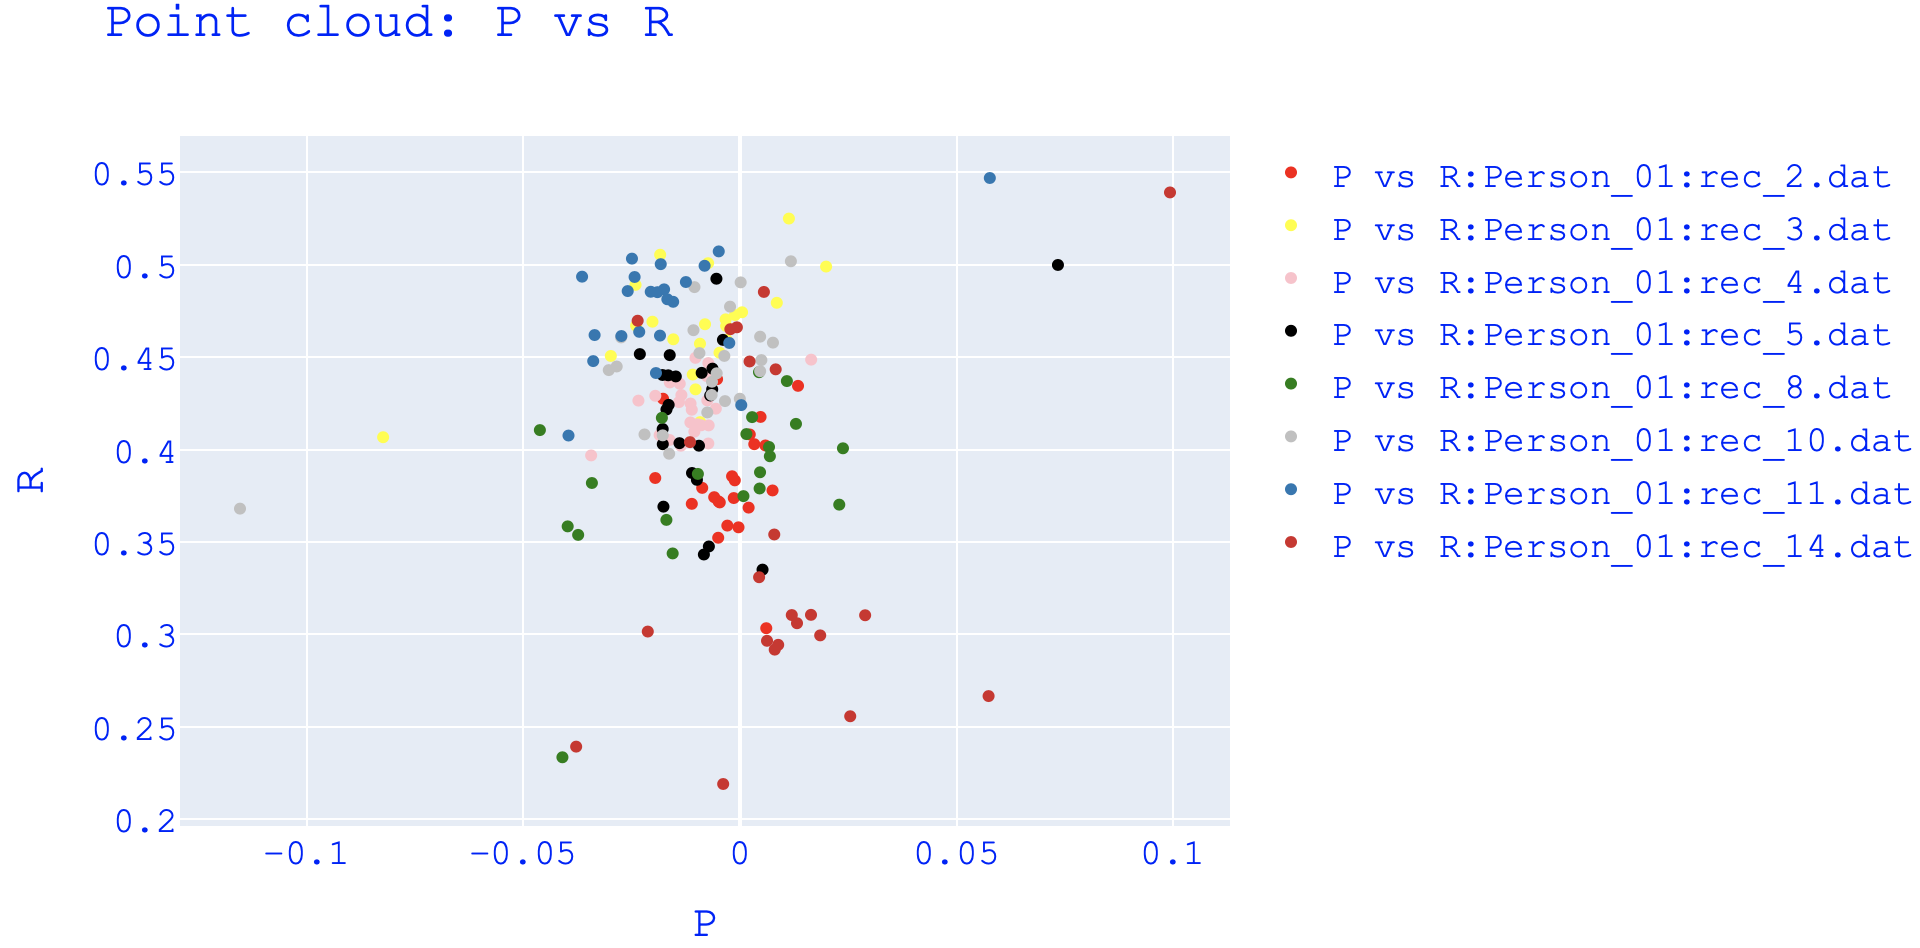 Point cloud: P vs R
R
0.55
0.5
0.45
0.4
0.35
0.3
0.25
0.2
−0.1 −0.05 0 0.05 0.1
P
P vs R:Person_01:rec_2.dat
P vs R:Person_01:rec_3.dat
P vs R:Person_01:rec_4.dat
P vs R:Person_01:rec_5.dat
P vs R:Person_01:rec_8.dat
P vs R:Person_01:rec_10.dat
P vs R:Person_01:rec_11.dat
P vs R:Person_01:rec_14.dat